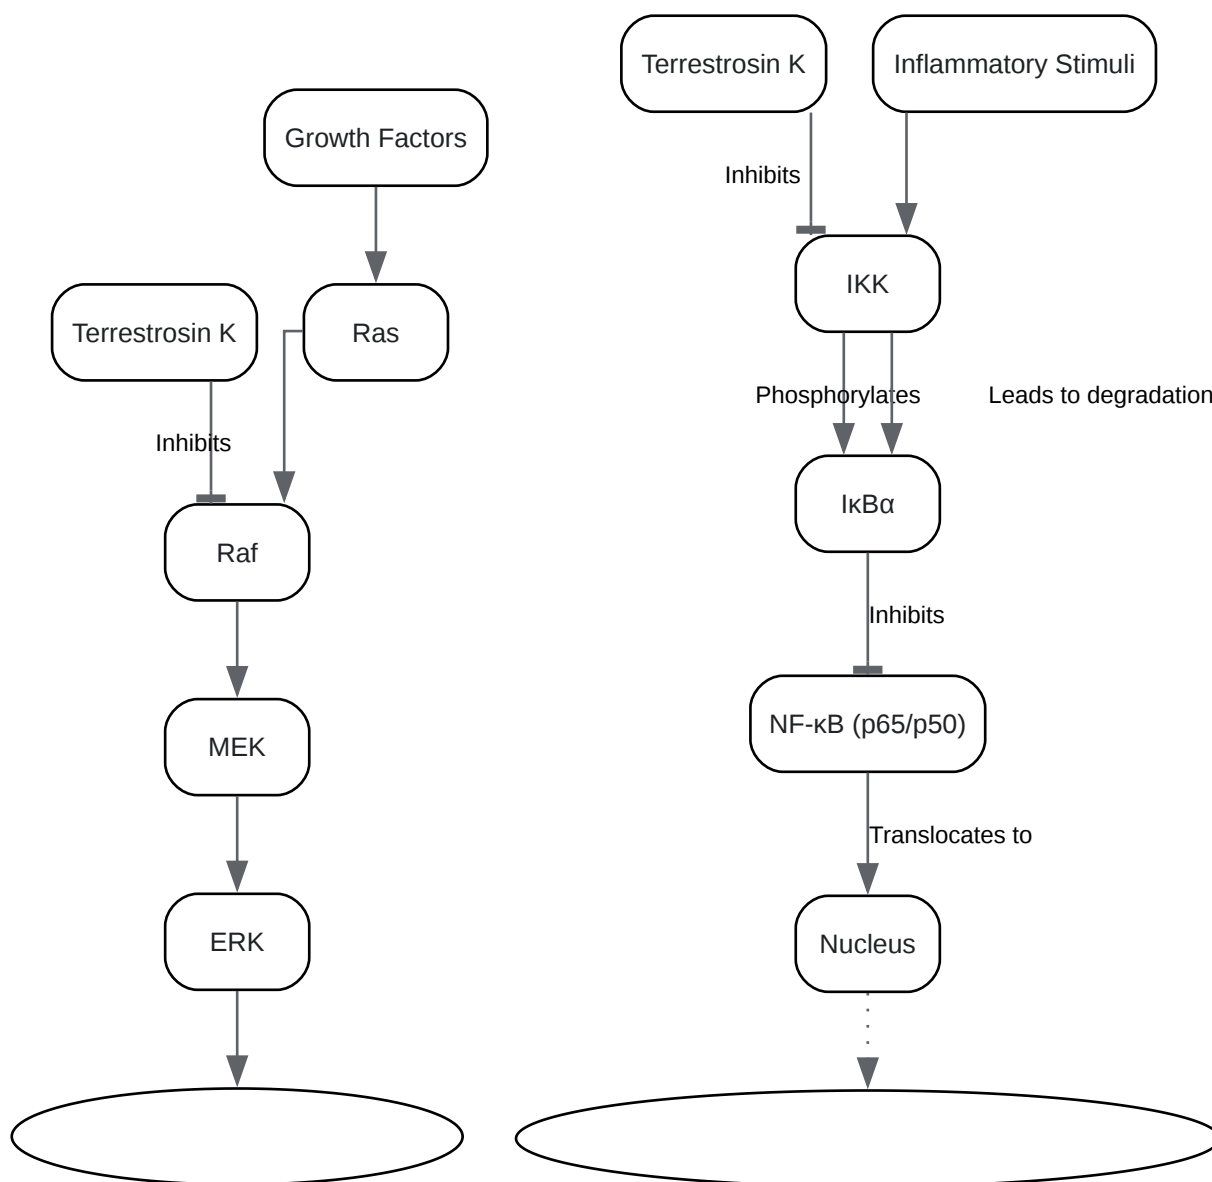 Growth Factors
Terrestrosin K
Ras
Inhibits
Raf
MEK
ERK
Terrestrosin K
Inflammatory Stimuli
Inhibits
IKK
Phosphorylates
Leads to degradation
IκBα
Inhibits
NF-κB (p65/p50)
Translocates to
Nucleus